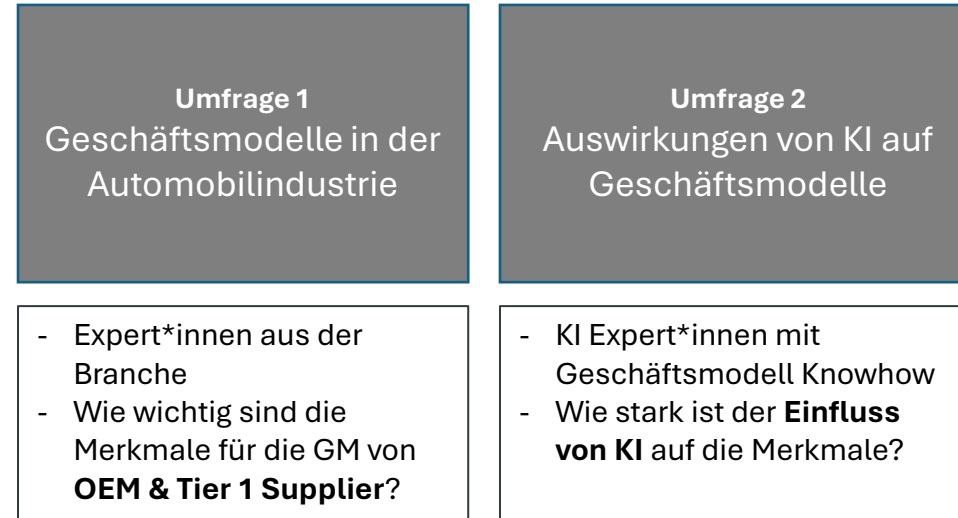 Umfrage 1
Geschäftsmodelle in der
Automobilindustrie
Umfrage 2
Auswirkungen von KI auf
Geschäftsmodelle
- Expert*innen aus der
Branche
- Wie wichtig sind die
Merkmale für die GM von
OEM & Tier 1 Supplier?
- KI Expert*innen mit
Geschäftsmodell Knowhow
- Wie stark ist der Einfluss
von KI auf die Merkmale?